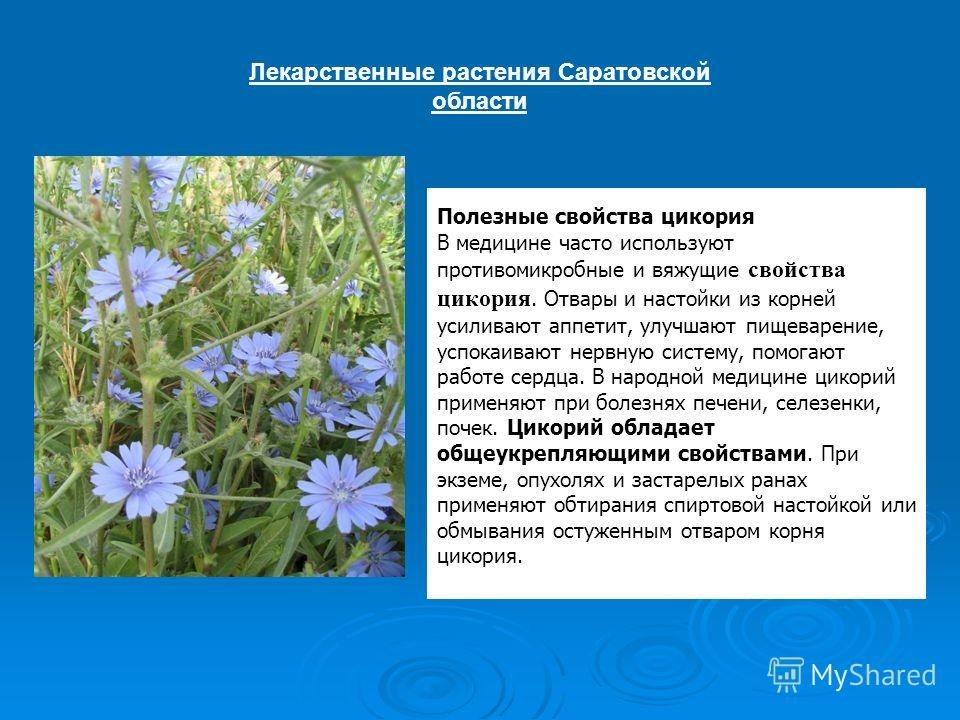 Лекарственные растения Саратовской
области
Полезные свойства цикория
В медицине часто используют
противомикробные и вяжущие свойства
цикория. Отвары и настойки из корней
усиливают аппетит, улучшают пищеварение,
успокаивают нервную систему, помогают
работе сердца. В народной медицине цикорий
применяют при болезнях печени, селезенки,
почек. Цикорий обладает
общеукрепляющими свойствами. При
экземе, опухолях и застарелых ранах
применяют обтирания спиртовой настойкой или
обмывания остуженным отваром корня
цикория.
MyShared